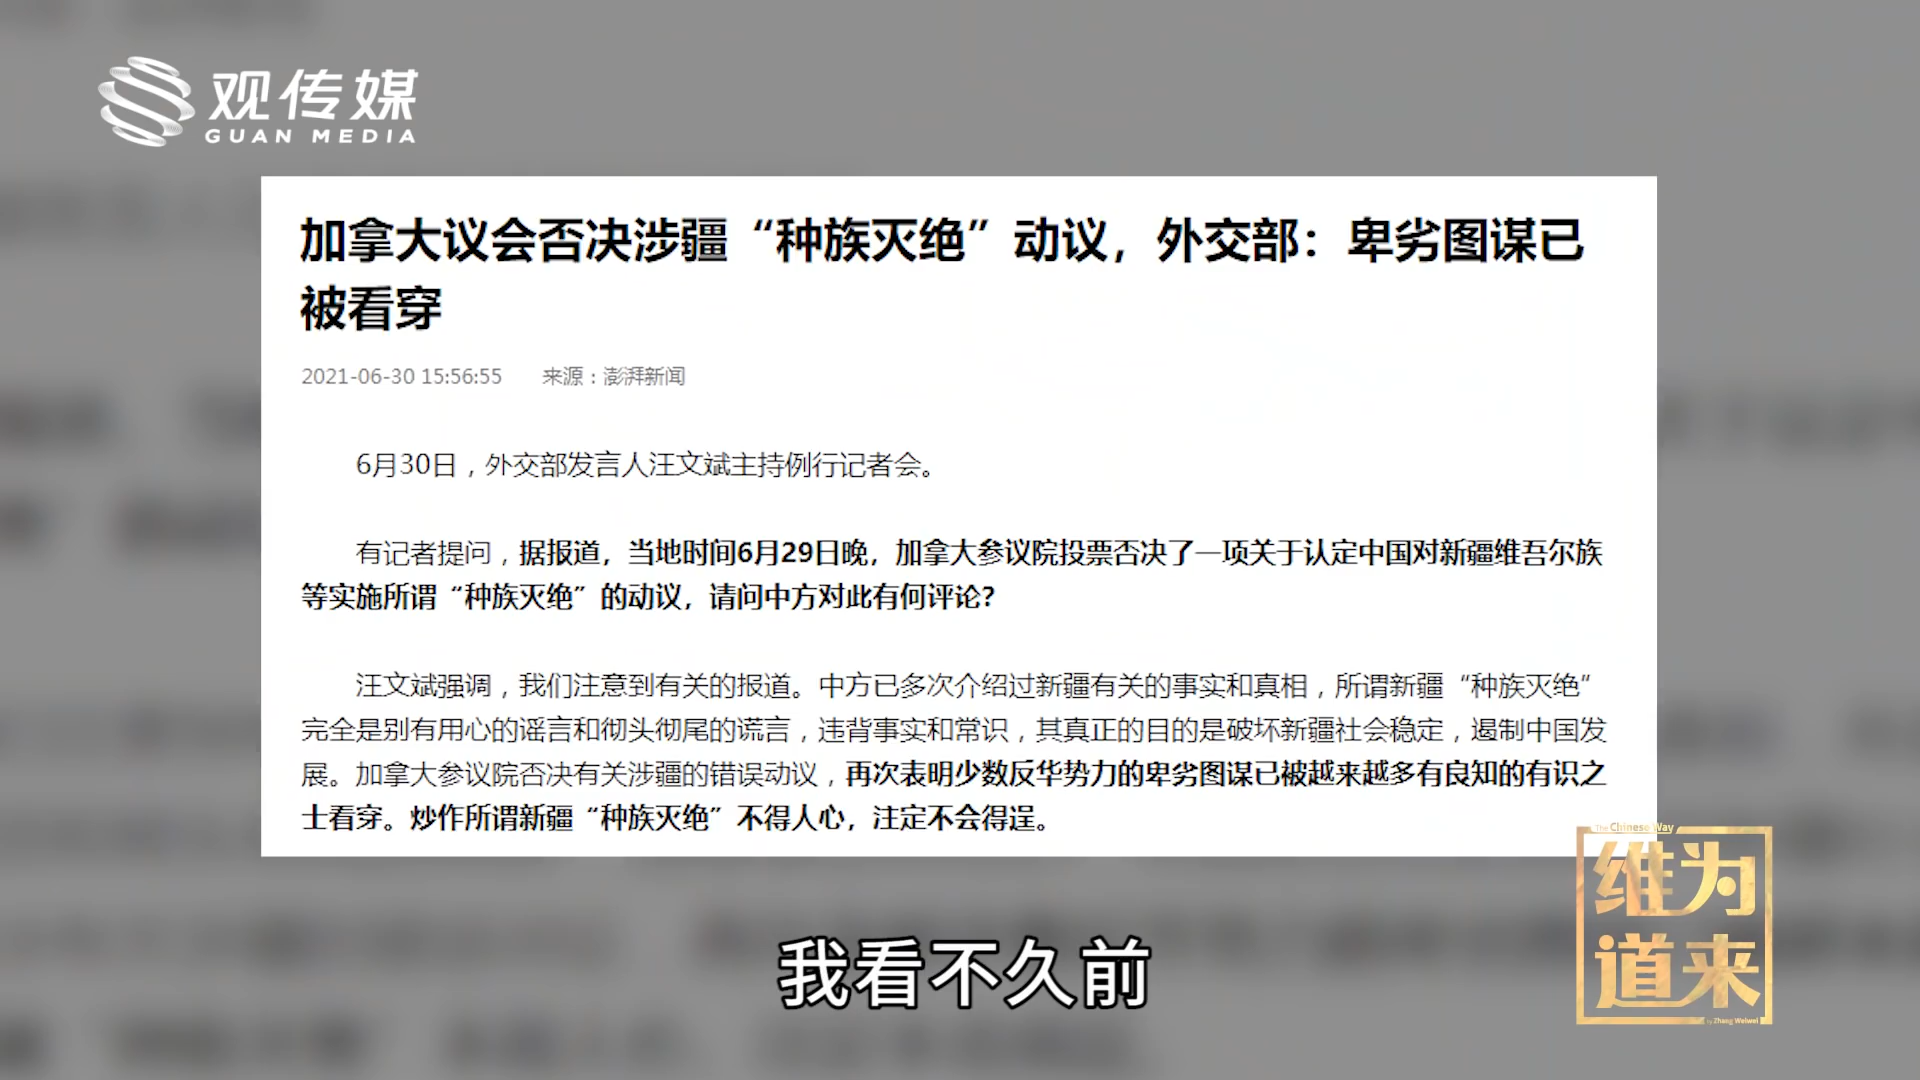 观传媒
GUAN MEDIA
加拿大议会否决涉疆“种族灭绝”动议，外交部：卑劣图谋已
被看穿
2021-06-30 15:56:55 来源：澎湃新闻
6月30日，外交部发言人汪文斌主持例行记者会。
有记者提问，据报道，当地时间6月29日晚，加拿大参议院投票否决了一项关于认定中国对新疆维吾尔族
等实施所谓“种族灭绝”的动议，请问中方对此有何评论？
汪文斌强调，我们注意到有关的报道。中方已多次介绍过新疆有关的事实和真相，所谓新疆“种族灭绝”
完全是别有用心的谣言和彻头彻尾的谎言，违背事实和常识，其真正的目的是破坏新疆社会稳定，遏制中国发
展。加拿大参议院否决有关涉疆的错误动议，再次表明少数反华势力的卑劣图谋已被越来越多有良知的有识之
士看穿。炒作所谓新疆“种族灭绝”不得人心，注定不会得逞。
The Chinese Way
维为
道来
by Zhang Weiwei
我看不久前